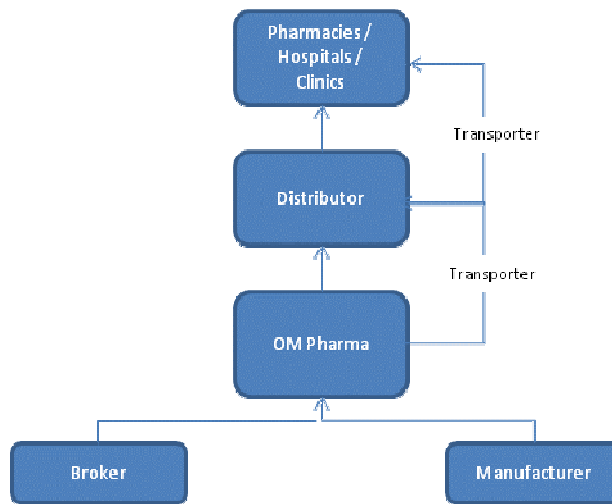 Pharmacies /
Hospitals /
Clinics
Transporter
Distributor
Transporter
OM Pharma
Broker
Manufacturer